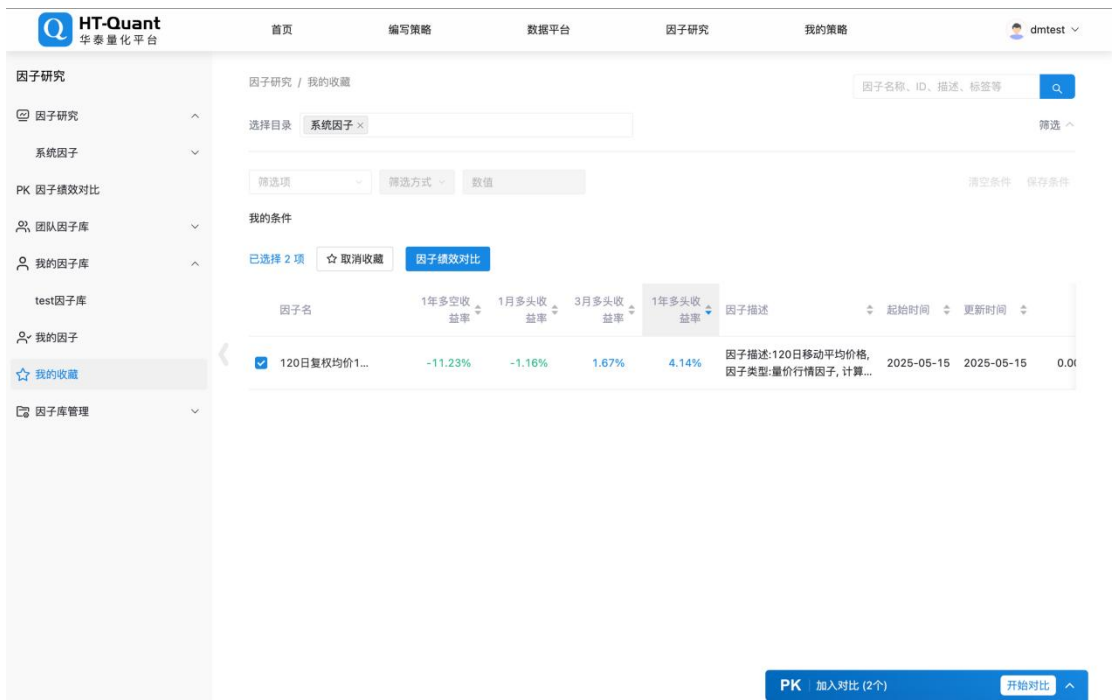 HT-Quant
华泰量化平台
首页 编写策略 数据平台 因子研究 我的策略 dmtest
因子研究
因子研究
系统因子
PK 因子绩效对比
团队因子库
我的因子库
test因子库
我的因子
我的收藏
因子库管理
因子研究 / 我的收藏
因子名称、ID、描述、标签等
选择目录 系统因子 ×
筛选
筛选项 筛选方式 数值 清空条件 保存条件
我的条件
已选择 2 项 取消收藏 因子绩效对比
因子名 1年多空收益率 1月多头收益率 3月多头收益率 1年多头收益率 因子描述 起始时间 更新时间
120日复权均价1... -11.23% -1.16% 1.67% 4.14% 因子描述:120日移动平均价格, 2025-05-15 2025-05-15 0.00
因子类型:量价行情因子, 计算...
PK 加入对比 (2个) 开始对比